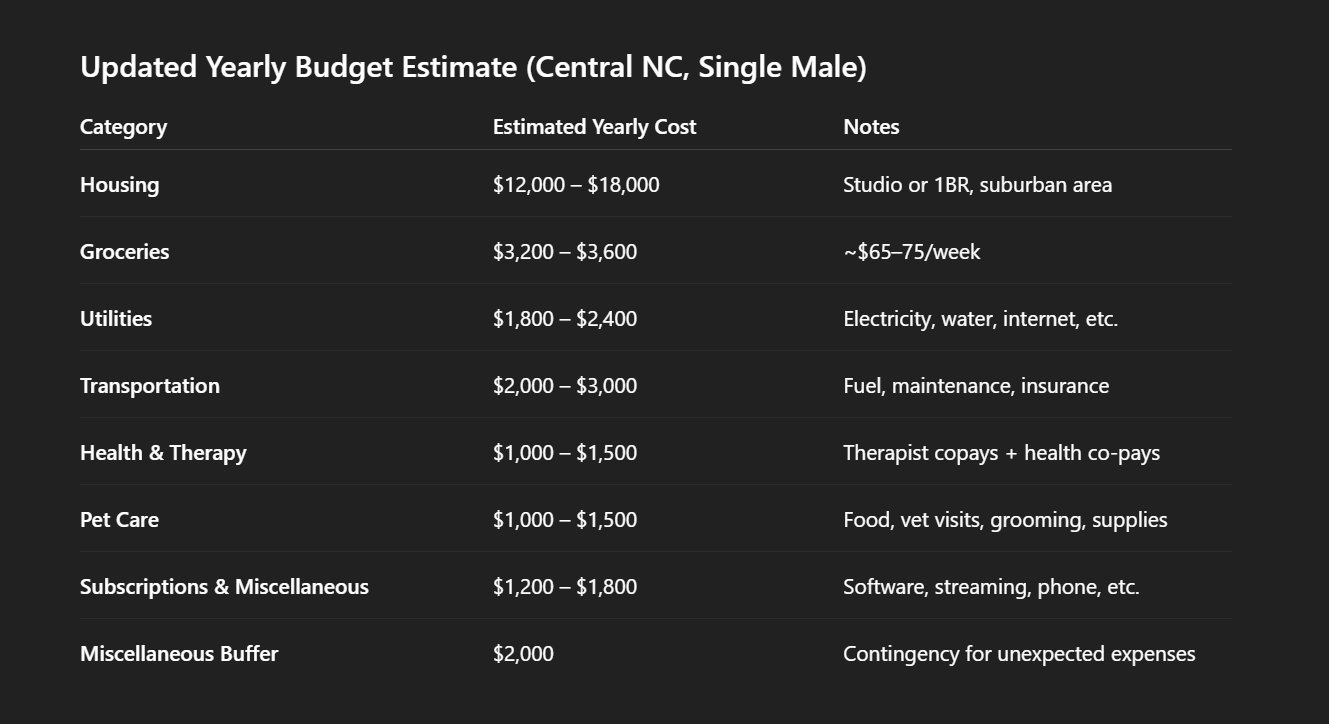 Updated Yearly Budget Estimate (Central NC, Single Male)
Category Estimated Yearly Cost Notes
Housing $12,000 – $18,000 Studio or 1BR, suburban area
Groceries $3,200 – $3,600 ~$65–75/week
Utilities $1,800 – $2,400 Electricity, water, internet, etc.
Transportation $2,000 – $3,000 Fuel, maintenance, insurance
Health & Therapy $1,000 – $1,500 Therapist copays + health co-pays
Pet Care $1,000 – $1,500 Food, vet visits, grooming, supplies
Subscriptions & Miscellaneous $1,200 – $1,800 Software, streaming, phone, etc.
Miscellaneous Buffer $2,000 Contingency for unexpected expenses